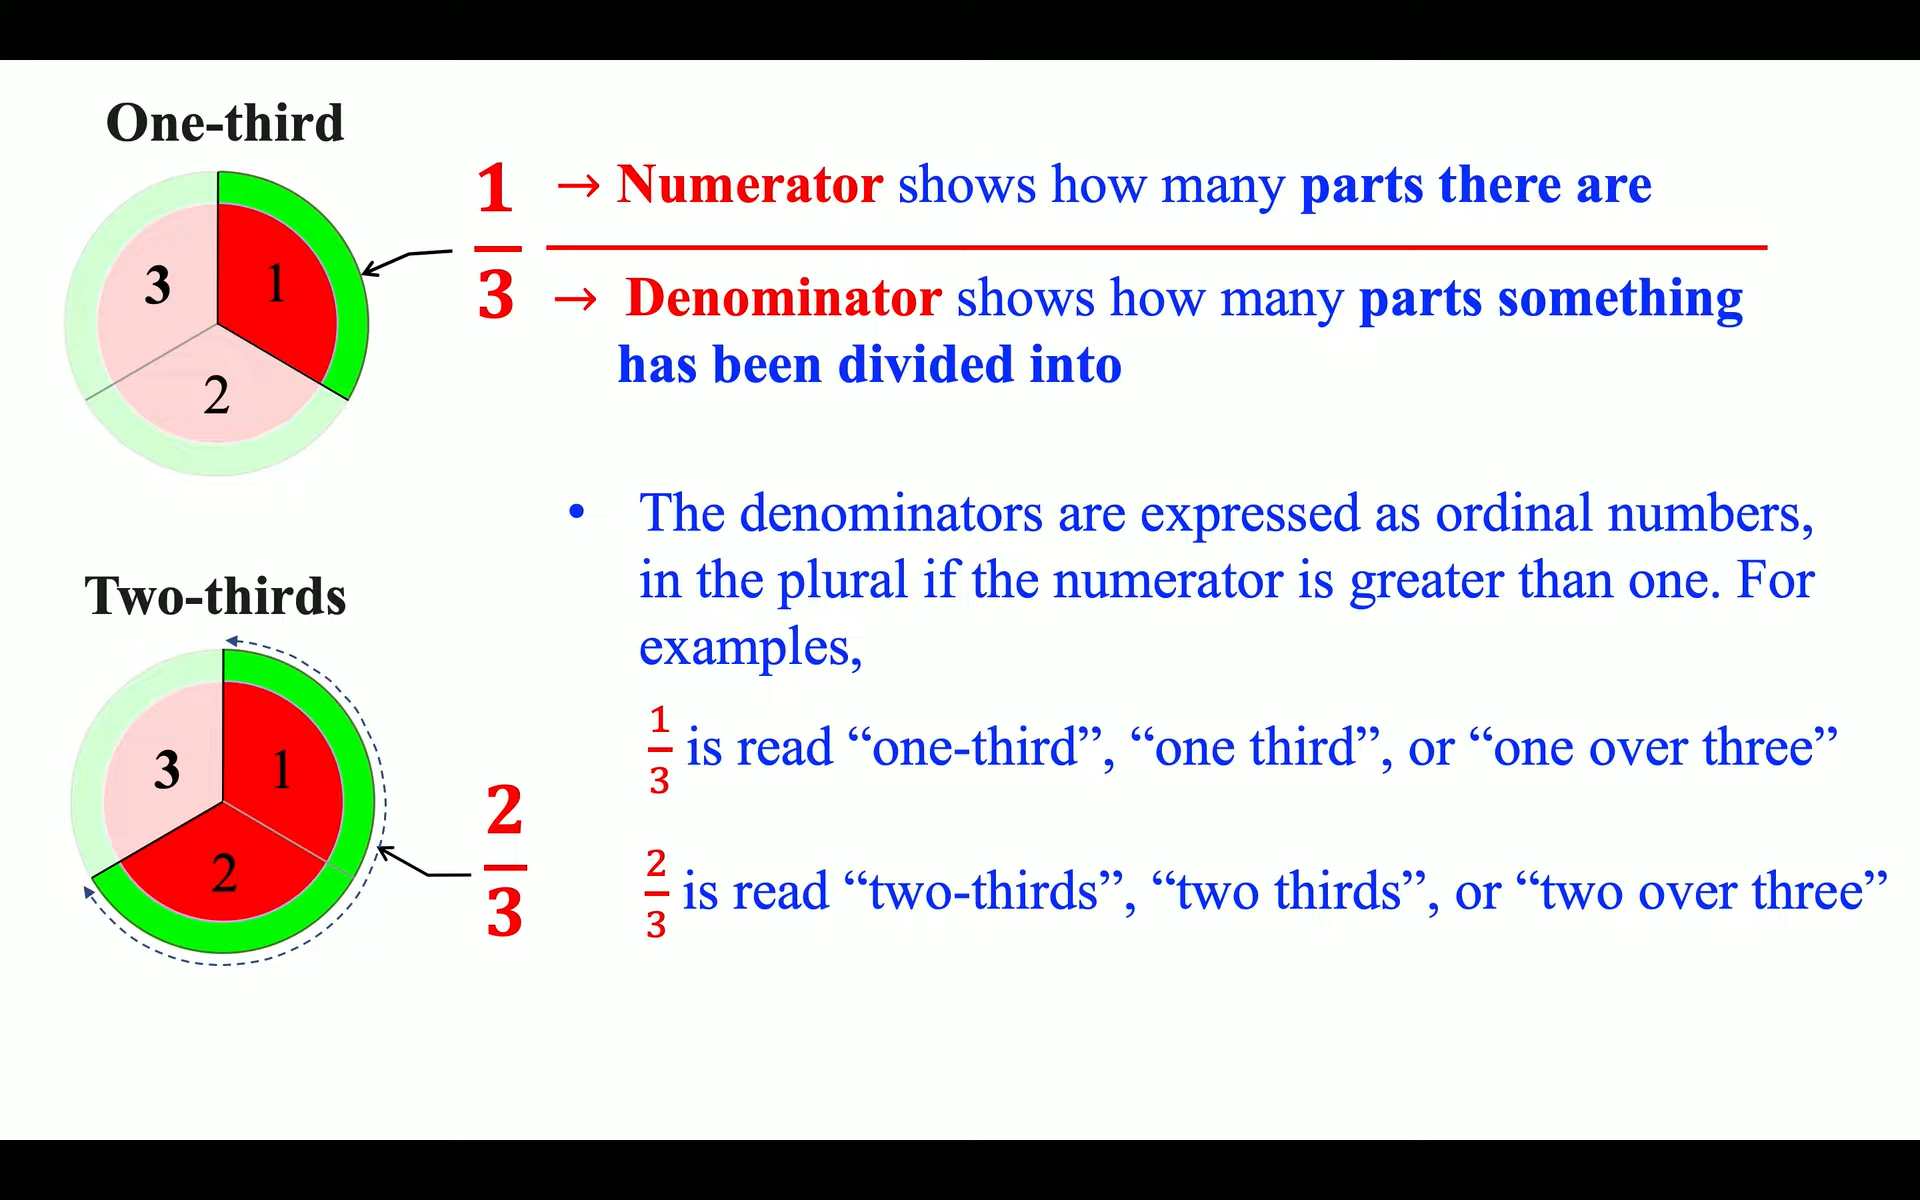 One-third
3
1
2
1
3
→ Numerator shows how many parts there are
→ Denominator shows how many parts something
has been divided into
Two-thirds
3
1
2
2
3
• The denominators are expressed as ordinal numbers,
in the plural if the numerator is greater than one. For
examples,
1/3 is read “one-third”, “one third”, or “one over three”
2/3 is read “two-thirds”, “two thirds”, or “two over three”